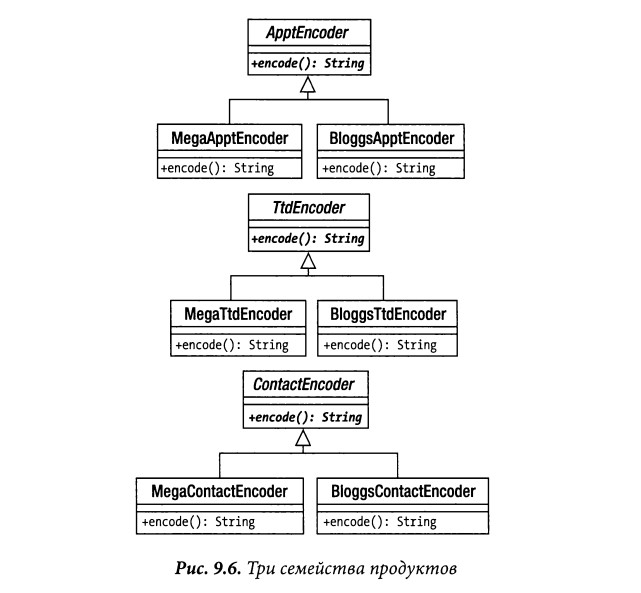 ApptEncoder
+encode(): String
MegaApptEncoder BloggsApptEncoder
+encode(): String +encode(): String
TtdEncoder
+encode(): String
MegaTtdEncoder BloggsTtdEncoder
+encode(): String +encode(): String
ContactEncoder
+encode(): String
MegaContactEncoder BloggsContactEncoder
+encode(): String +encode(): String
Рис. 9.6. Три семейства продуктов